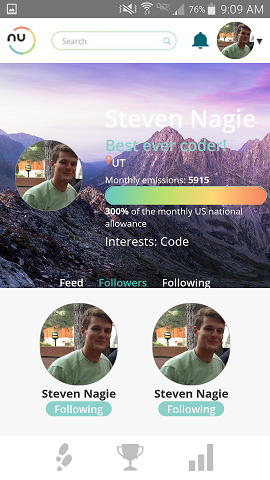 76% 9:09 AM
nu
Search
Steven Nagie
Best ever coder!
UT
Monthly emissions: 5915
300% of the monthly US national
allowance
Interests: Code
Feed Followers Following
Steven Nagie Steven Nagie
Following Following